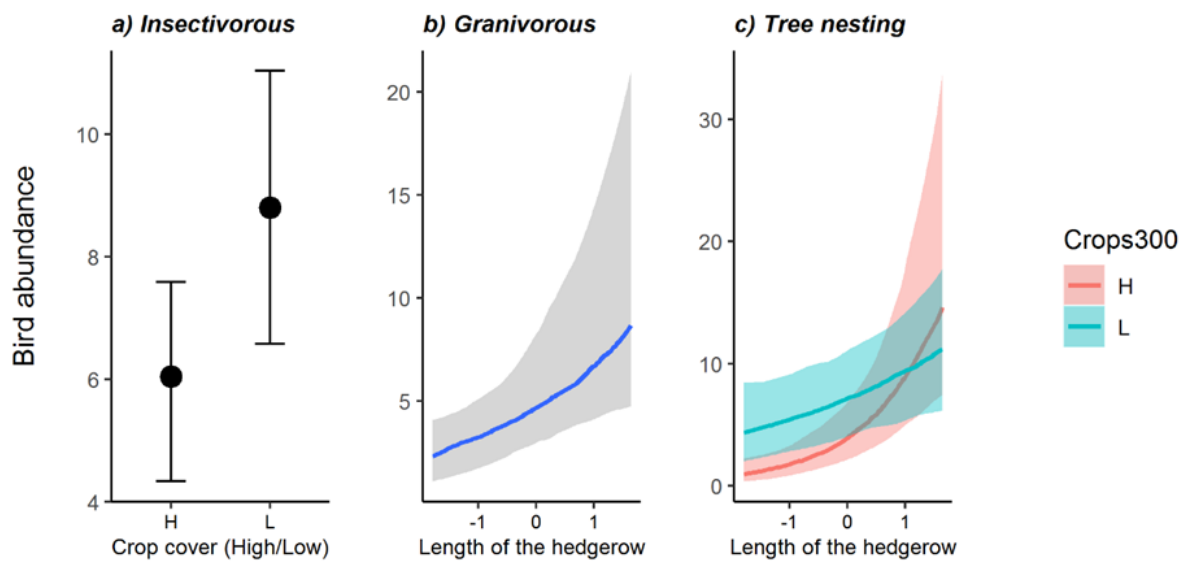 a) Insectivorous
b) Granivorous
c) Tree nesting
Bird abundance
10
8
6
4
H
L
Crop cover (High/Low)
20
15
10
5
-1
0
1
Length of the hedgerow
30
20
10
0
-1
0
1
Length of the hedgerow
Crops300
H
L